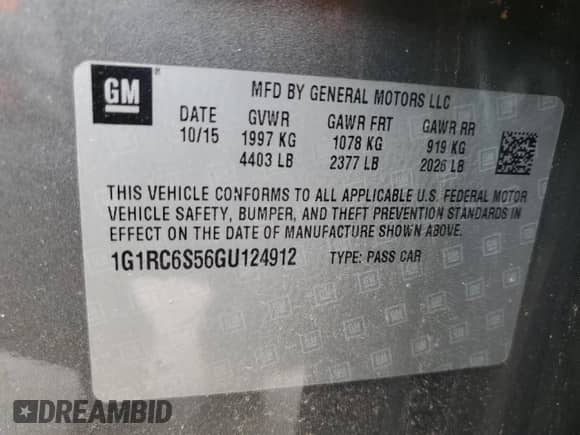 GM
MFD BY GENERAL MOTORS LLC
DATE GVWR GAWR FRT GAWR RR
10/15 1997 KG 1078 KG 919 KG
4403 LB 2377 LB 2026 LB
THIS VEHICLE CONFORMS TO ALL APPLICABLE U.S. FEDERAL MOTOR
VEHICLE SAFETY, BUMPER, AND THEFT PREVENTION STANDARDS IN
EFFECT ON THE DATE OF MANUFACTURE SHOWN ABOVE.
1G1RC6S56GU124912 TYPE: PASS CAR
DREAMBID